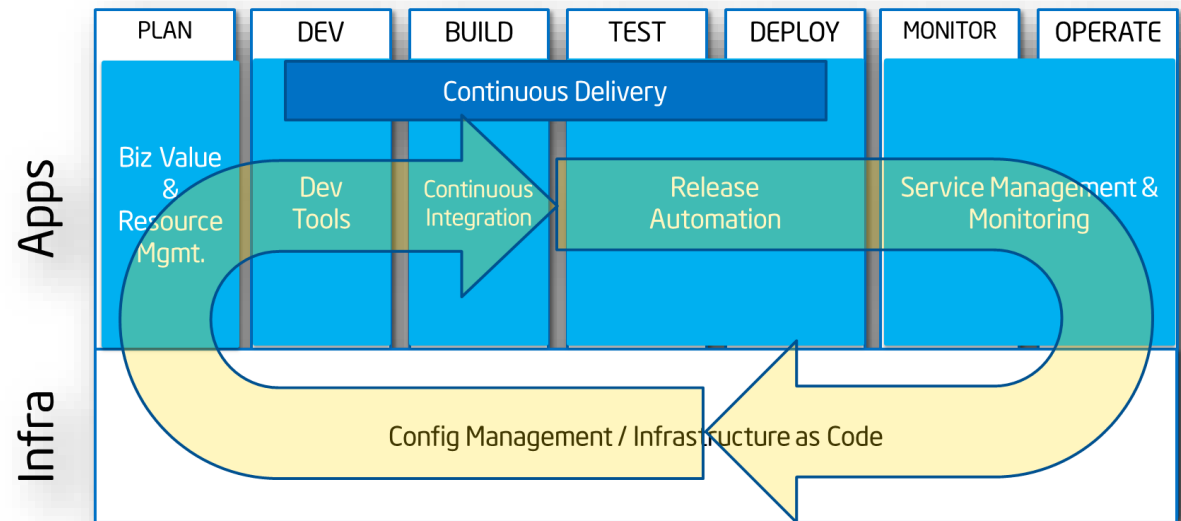 PLAN
DEV
BUILD
TEST
DEPLOY
MONITOR
OPERATE
Continuous Delivery
Apps
Biz Value
&
Resource
Mgmt.
Dev
Tools
Continuous
Integration
Release
Automation
Service Management &
Monitoring
Infra
Config Management / Infrastructure as Code